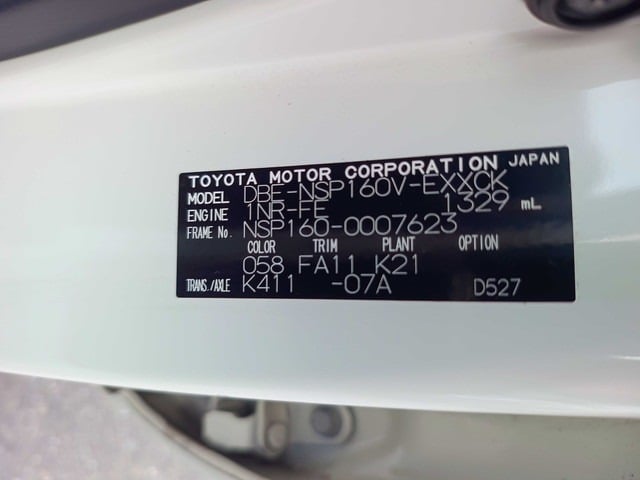 TOYOTA MOTOR CORPORATION JAPAN
MODEL DBE-NSP160V-EXXCK
ENGINE 1NR-FE 1329 mL
FRAME No. NSP160-0007623
COLOR TRIM PLANT OPTION
058 FA11 K21
TRANS./AXLE K411 -07A D527